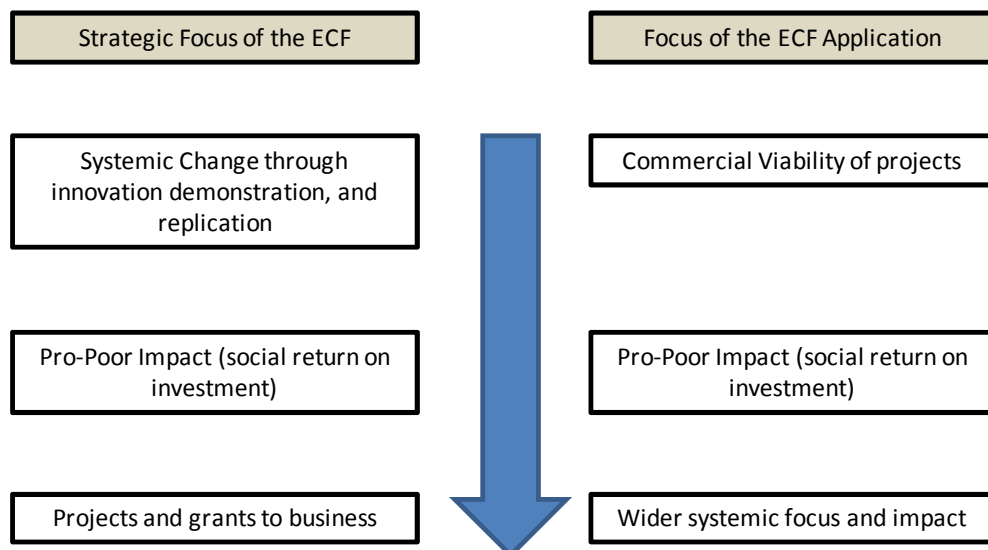 Strategic Focus of the ECF
Focus of the ECF Application
Systemic Change through
innovation demonstration, and
replication
Commercial Viability of projects
Pro-Poor Impact (social return on
investment)
Pro-Poor Impact (social return on
investment)
Projects and grants to business
Wider systemic focus and impact